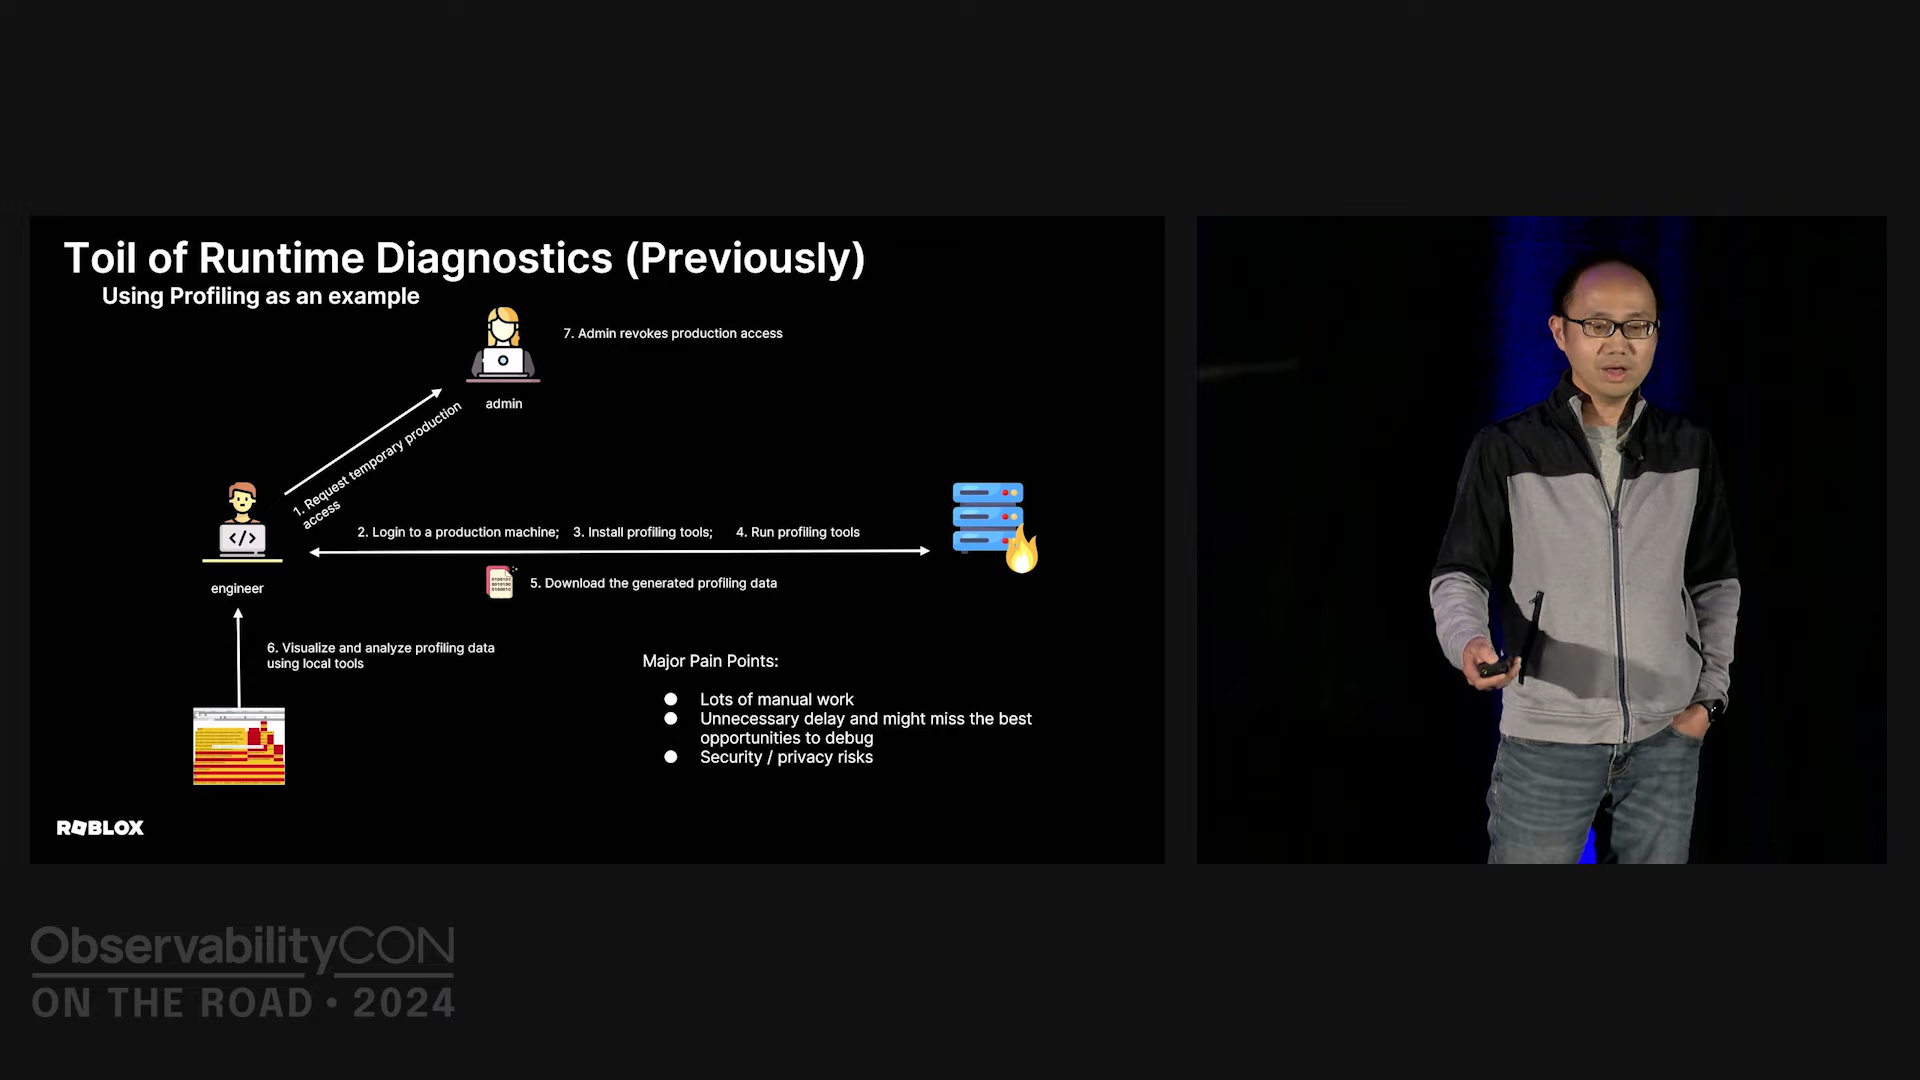 Toil of Runtime Diagnostics (Previously)
Using Profiling as an example
7. Admin revokes production access
admin
1. Request temporary production
access
2. Login to a production machine; 3. Install profiling tools; 4. Run profiling tools
</>
engineer
5. Download the generated profiling data
6. Visualize and analyze profiling data
using local tools
Major Pain Points:
● Lots of manual work
● Unnecessary delay and might miss the best
opportunities to debug
● Security / privacy risks
ROBLOX
ObservabilityCON
ON THE ROAD • 2024